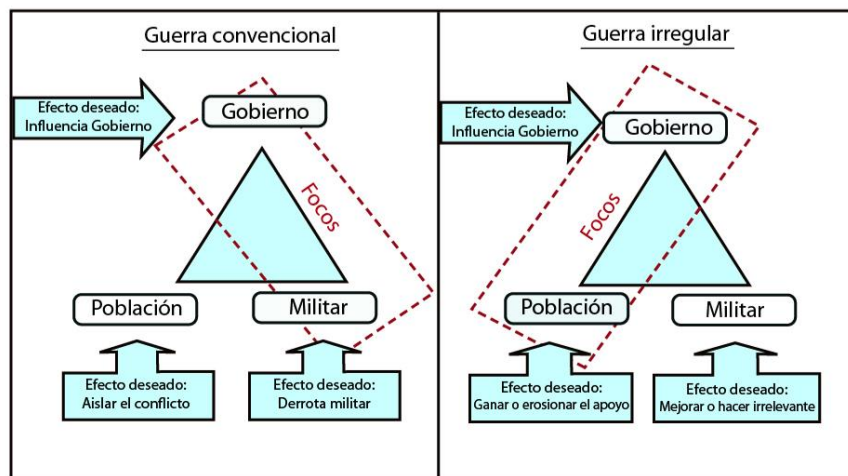 Guerra convencional
Efecto deseado:
Influencia Gobierno
Gobierno
Focos
Población
Militar
Efecto deseado:
Aislar el conflicto
Efecto deseado:
Derrota militar
Guerra irregular
Efecto deseado:
Influencia Gobierno
Gobierno
Focos
Población
Militar
Efecto deseado:
Ganar o erosionar el apoyo
Efecto deseado:
Mejorar o hacer irrelevante